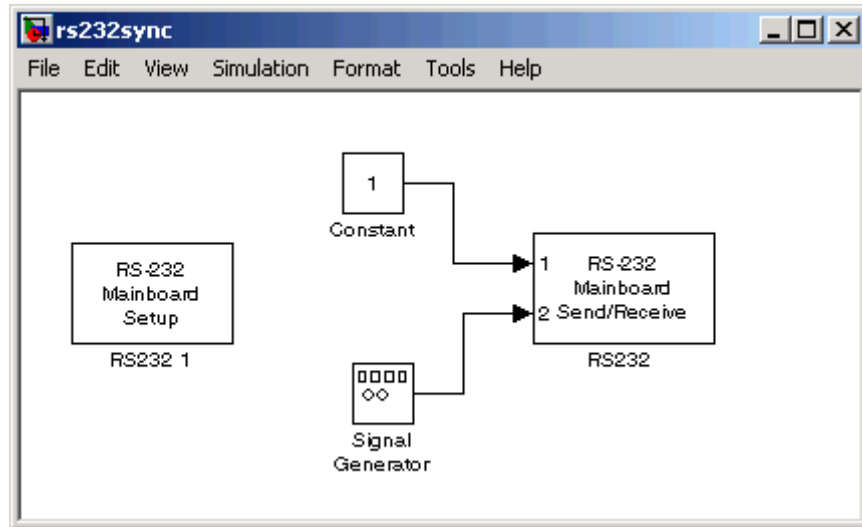 rs232sync
File Edit View Simulation Format Tools Help
1
Constant
RS-232
Mainboard
Setup
RS232 1
1 RS-232
Mainboard
2 Send/Receive
RS232
Signal
Generator